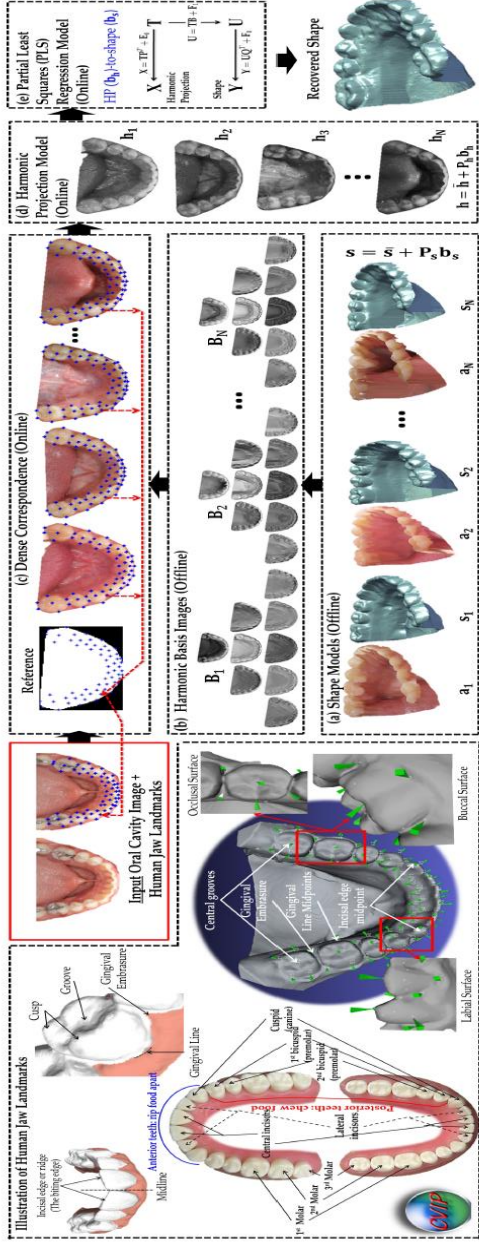 Illustration of Human Jaw Landmarks
Incisal edge or ridge
(The biting edge)
Midline
Cusp
Groove
Gingival
Embrasure
Gingival Line
Anterior teeth: rip food apart
Cuspid
(canine)
1st bicuspid
(premolar)
2nd bicuspid
(premolar)
Posterior teeth: chew food
Central incisors
Lateral incisors
1st Molar
2nd Molar
3rd Molar
CVIP
Central grooves
Gingival
Embrasure
Gingival
Line Midpoints
Incisal edge
midpoint
Occlusal Surface
Buccal Surface
Labial Surface
Input Oral Cavity Image +
Human Jaw Landmarks
Reference
(c) Dense Correspondence (Online)
(b) Harmonic Basis Images (Offline)
B1
B2
BN
(a) Shape Models (Offline)
a1
s1
a2
s2
aN
sN
s = s̄ + Psbs
(d) Harmonic
Projection Model
(Online)
h1
h2
h3
hN
h = h̄ + Phbh
(e) Partial Least
Squares (PLS)
Regression Model
(Online)
HP (bh)-to-shape (bs)
X
T
U
Y
Harmonic
Projection
Shape
Recovered Shape